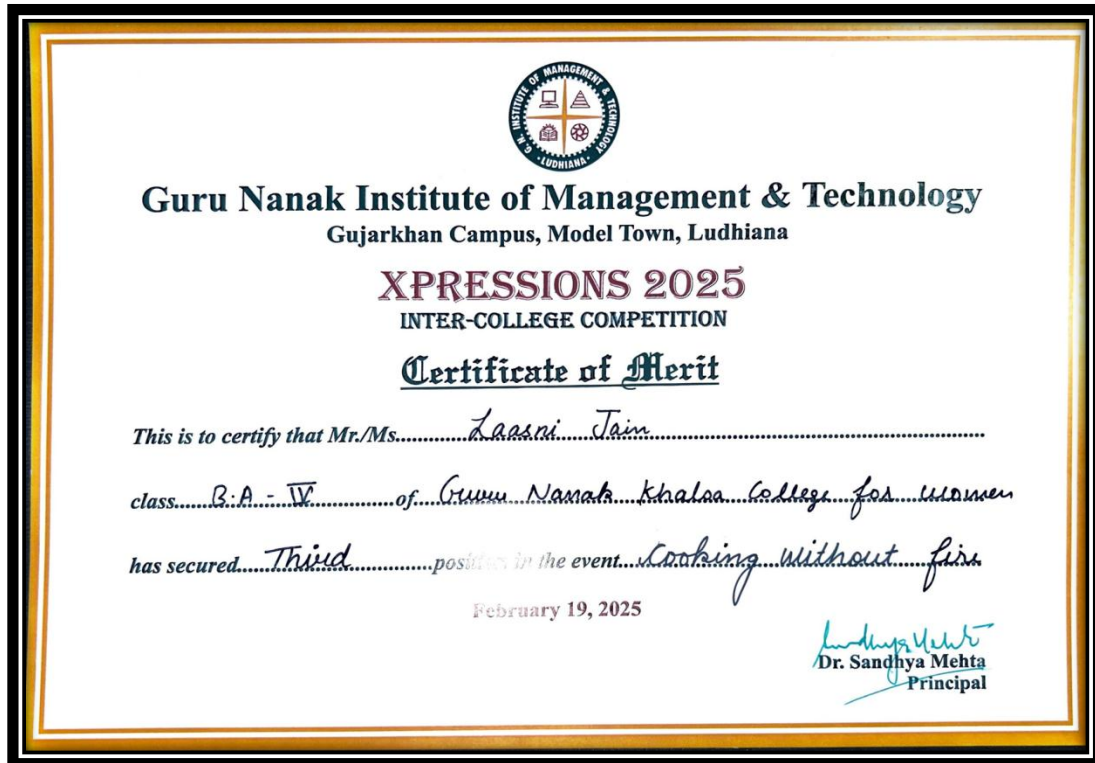 G. N. INSTITUTE OF MANAGEMENT & TECHNOLOGY
· LUDHIANA ·
Guru Nanak Institute of Management & Technology
Gujarkhan Campus, Model Town, Ludhiana
XPRESSIONS 2025
INTER-COLLEGE COMPETITION
Certificate of Merit
This is to certify that Mr./Ms. Laasni Jain
class B.A - IV of Guru Nanak Khalsa College for women
has secured Third position in the event Cooking without fire
February 19, 2025
Dr. Sandhya Mehta
Principal